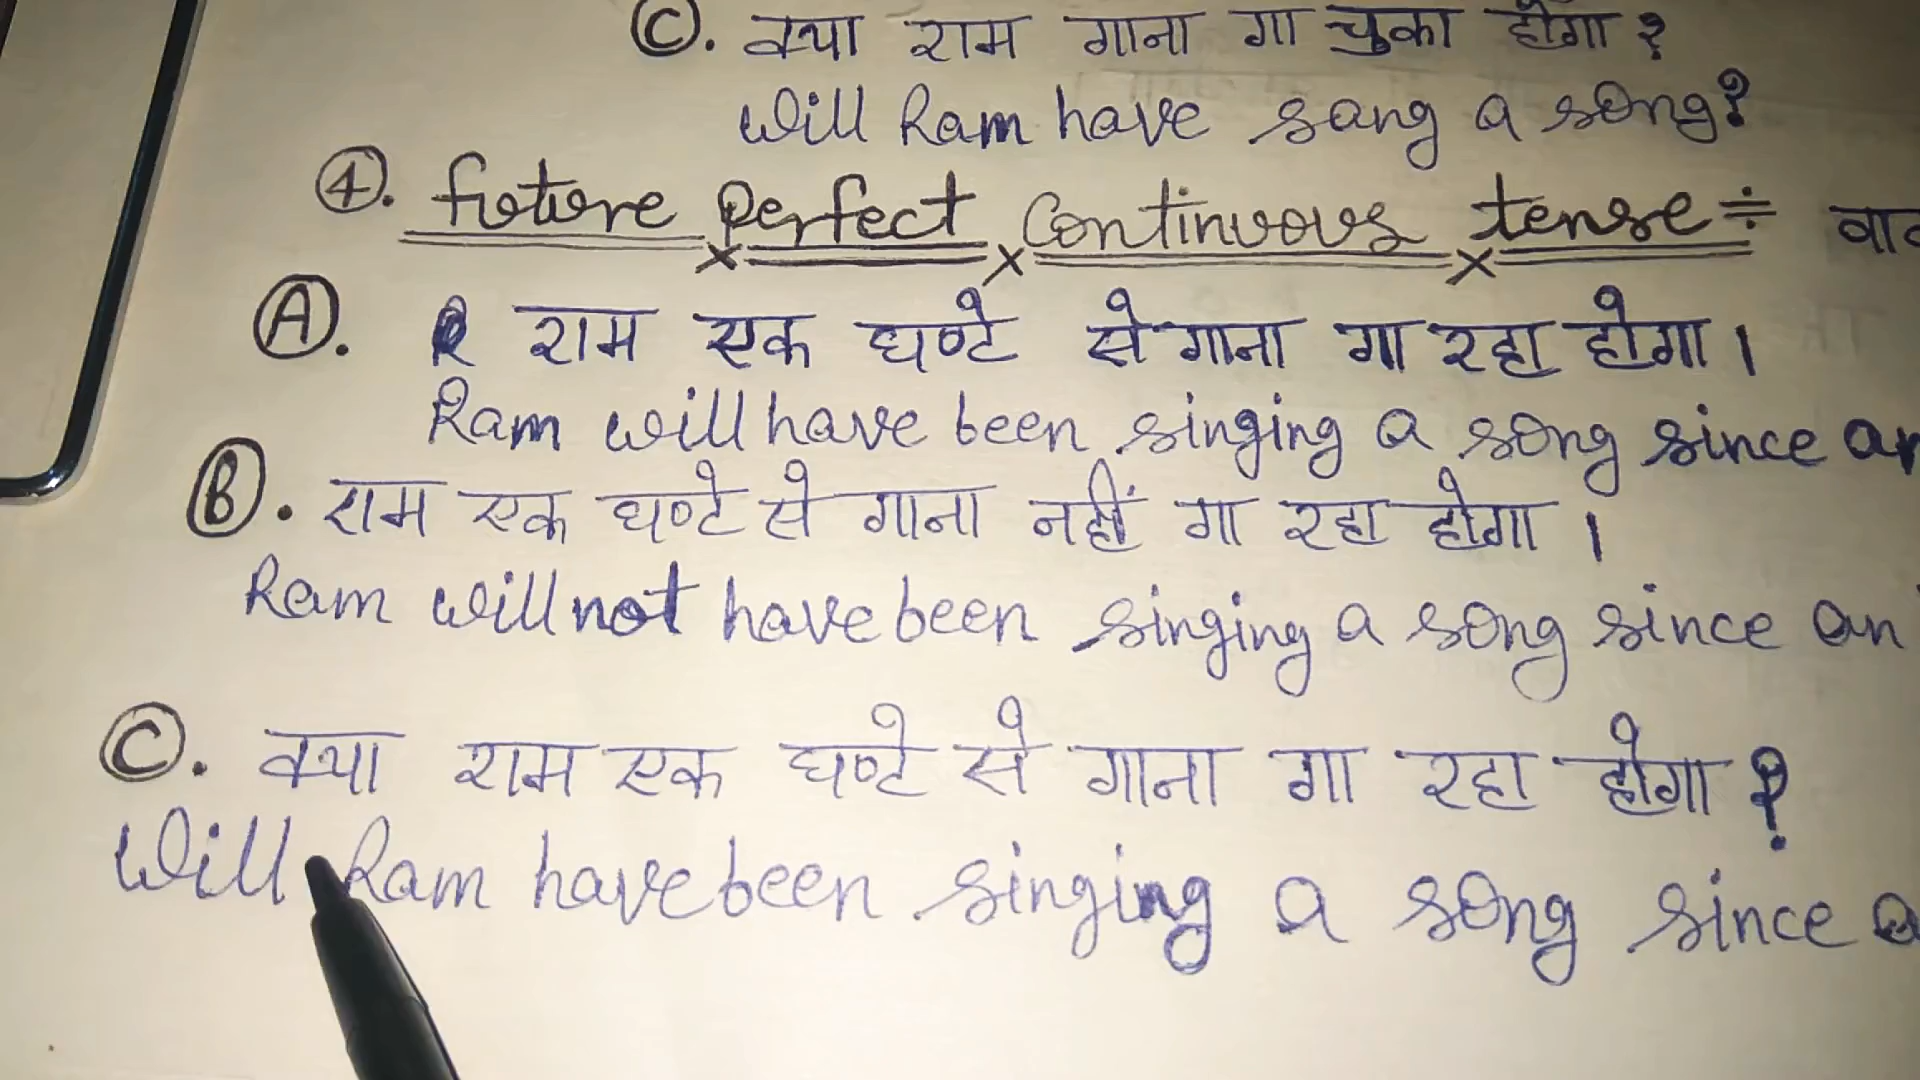 Ⓒ. क्या राम गाना गा चुका होगा ?
Will Ram have sang a song?
④. future Perfect Continuous tense ÷
Ⓐ. राम एक घण्टे से गाना गा रहा होगा ।
Ram will have been singing a song since
Ⓑ. राम एक घण्टे से गाना नहीं गा रहा होगा ।
Ram will not have been singing a song since an
Ⓒ. क्या राम एक घण्टे से गाना गा रहा होगा ?
Will Ram have been singing a song since